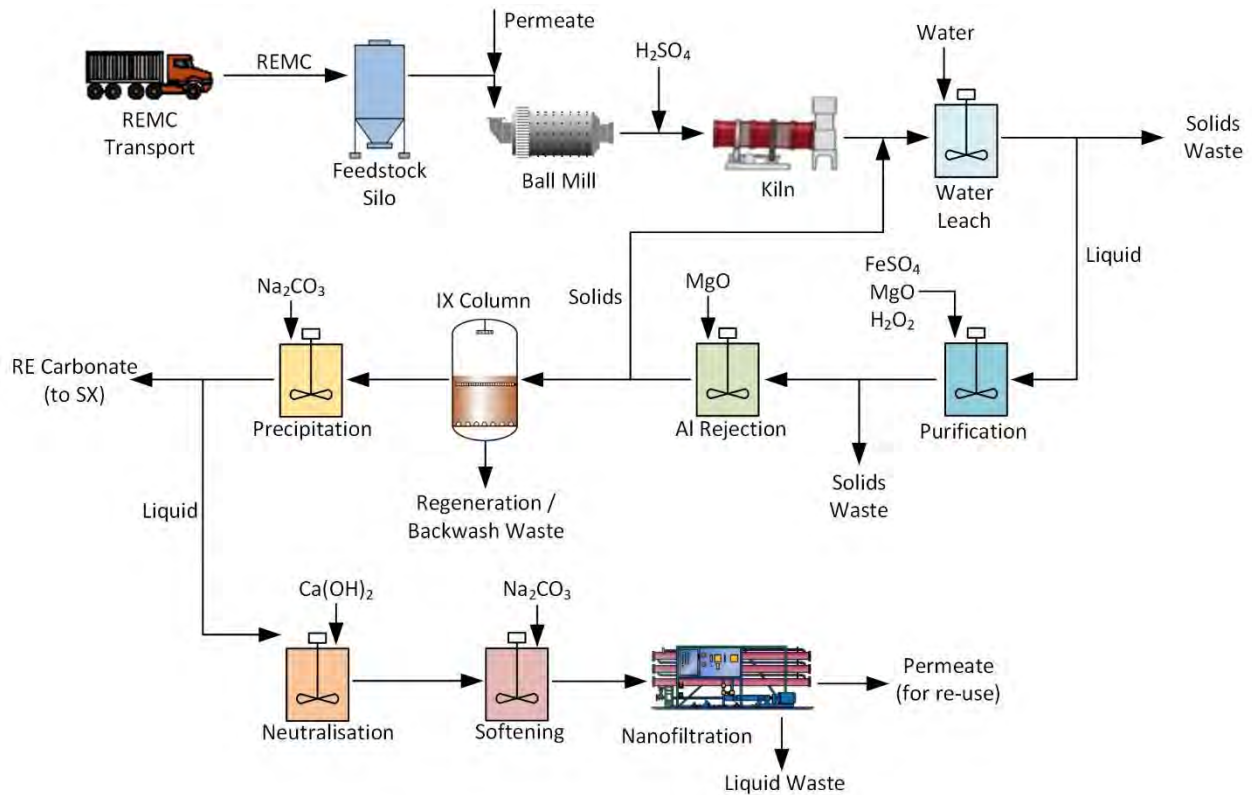 Permeate
REMC
H₂SO₄
Water
REMC
Transport
Feedstock
Silo
Ball Mill
Kiln
Water
Leach
Solids
Waste
Liquid
Na₂CO₃
IX Column
Solids
MgO
FeSO₄
MgO
H₂O₂
RE Carbonate
(to SX)
Precipitation
Al Rejection
Purification
Regeneration /
Backwash Waste
Solids
Waste
Liquid
Ca(OH)₂
Na₂CO₃
Permeate
(for re-use)
Neutralisation
Softening
Nanofiltration
Liquid Waste